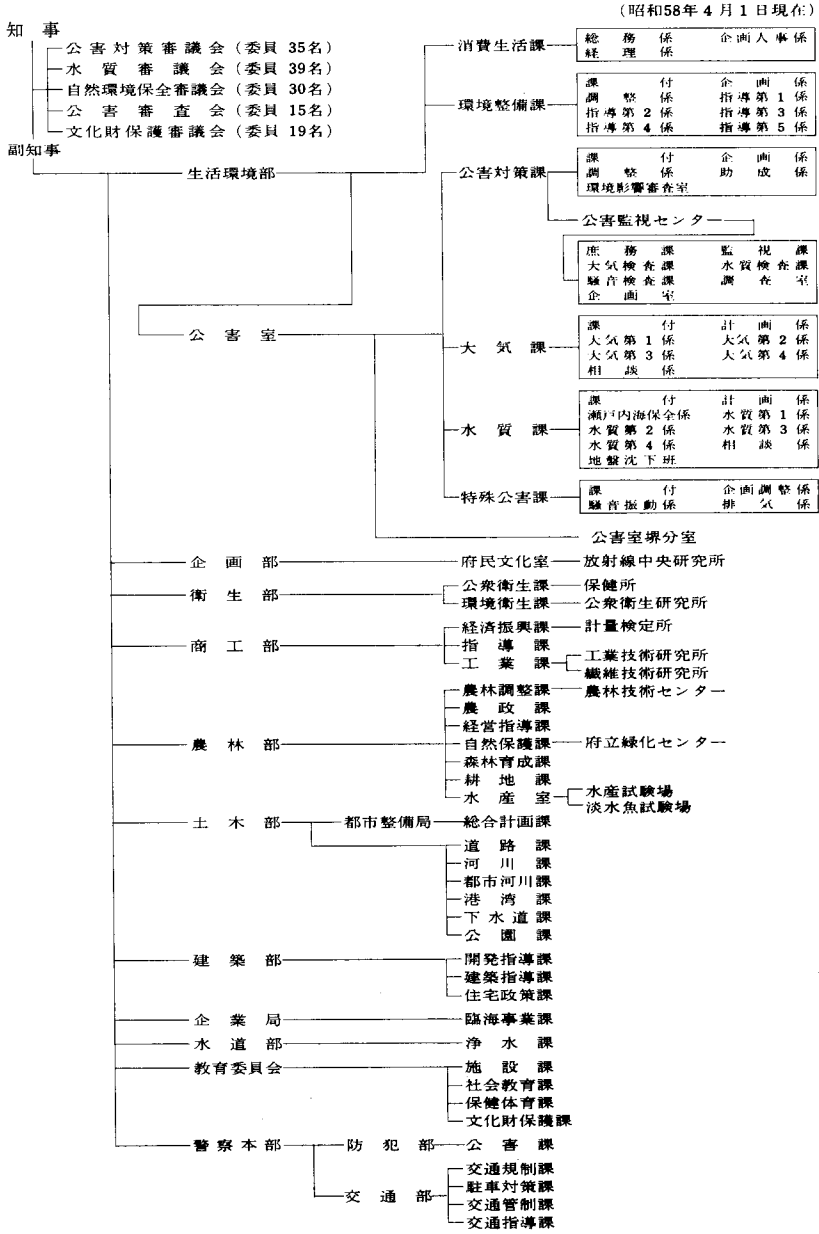 (昭和58年4月1日現在)
知事
公害対策審議会(委員 35名)
水質審議会(委員 39名)
自然環境保全審議会(委員 30名)
公害審査会(委員 15名)
文化財保護審議会(委員 19名)
副知事
生活環境部
消費生活課
総務係 企画人事係
経理係
環境整備課
課付 企画係
調整係 指導第1係
指導第2係 指導第3係
指導第4係 指導第5係
公害室
公害対策課
課付 企画係
調整係 助成係
環境影響審査室
公害監視センター
庶務課 監視課
大気検査課 水質検査課
騒音検査課 調査室
企画室
大気課
課付 計画係
大気第1係 大気第2係
大気第3係 大気第4係
相談係
水質課
課付 計画係
瀬戸内海保全係 水質第1係
水質第2係 水質第3係
水質第4係 相談係
地盤沈下班
特殊公害課
課付 企画調整係
騒音振動係 排気係
公害室堺分室
企画部 府民文化室 放射線中央研究所
衛生部 公衆衛生課 保健所
環境衛生課 公衆衛生研究所
商工部 経済振興課 計量検定所
指導課
工業課 工業技術研究所
繊維技術研究所
農林部 農林調整課 農林技術センター
農政課
経営指導課
自然保護課 府立緑化センター
森林育成課
耕地課
水産室 水産試験場
淡水魚試験場
土木部 都市整備局 総合計画課
道路課
河川課
都市河川課
港湾課
下水道課
公園課
建築部 開発指導課
建築指導課
住宅政策課
企業局 臨海事業課
水道部 浄水課
教育委員会 施設課
社会教育課
保健体育課
文化財保護課
警察本部 防犯部 公害課
交通部 交通規制課
駐車対策課
交通管制課
交通指導課